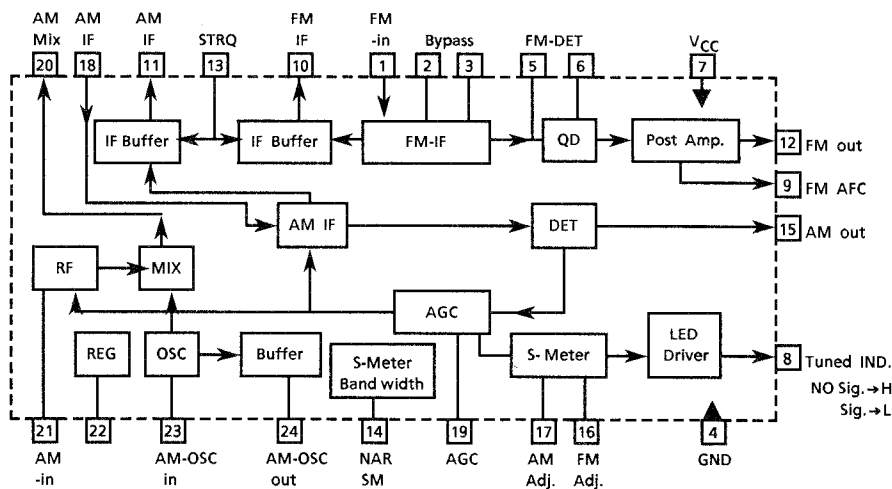 AM
Mix
AM
IF
AM
IF
STRQ
FM
IF
FM
-in
Bypass
FM-DET
VCC
20
18
11
13
10
1
2
3
5
6
7
IF Buffer
IF Buffer
FM-IF
QD
Post Amp.
12 FM out
9 FM AFC
AM IF
DET
15 AM out
RF
MIX
AGC
REG
OSC
Buffer
S-Meter
Band width
S- Meter
LED
Driver
8 Tuned IND.
NO Sig.→H
Sig.→L
21
22
23
24
14
19
17
16
4
AM
-in
AM-OSC
in
AM-OSC
out
NAR
SM
AGC
AM
Adj.
FM
Adj.
GND